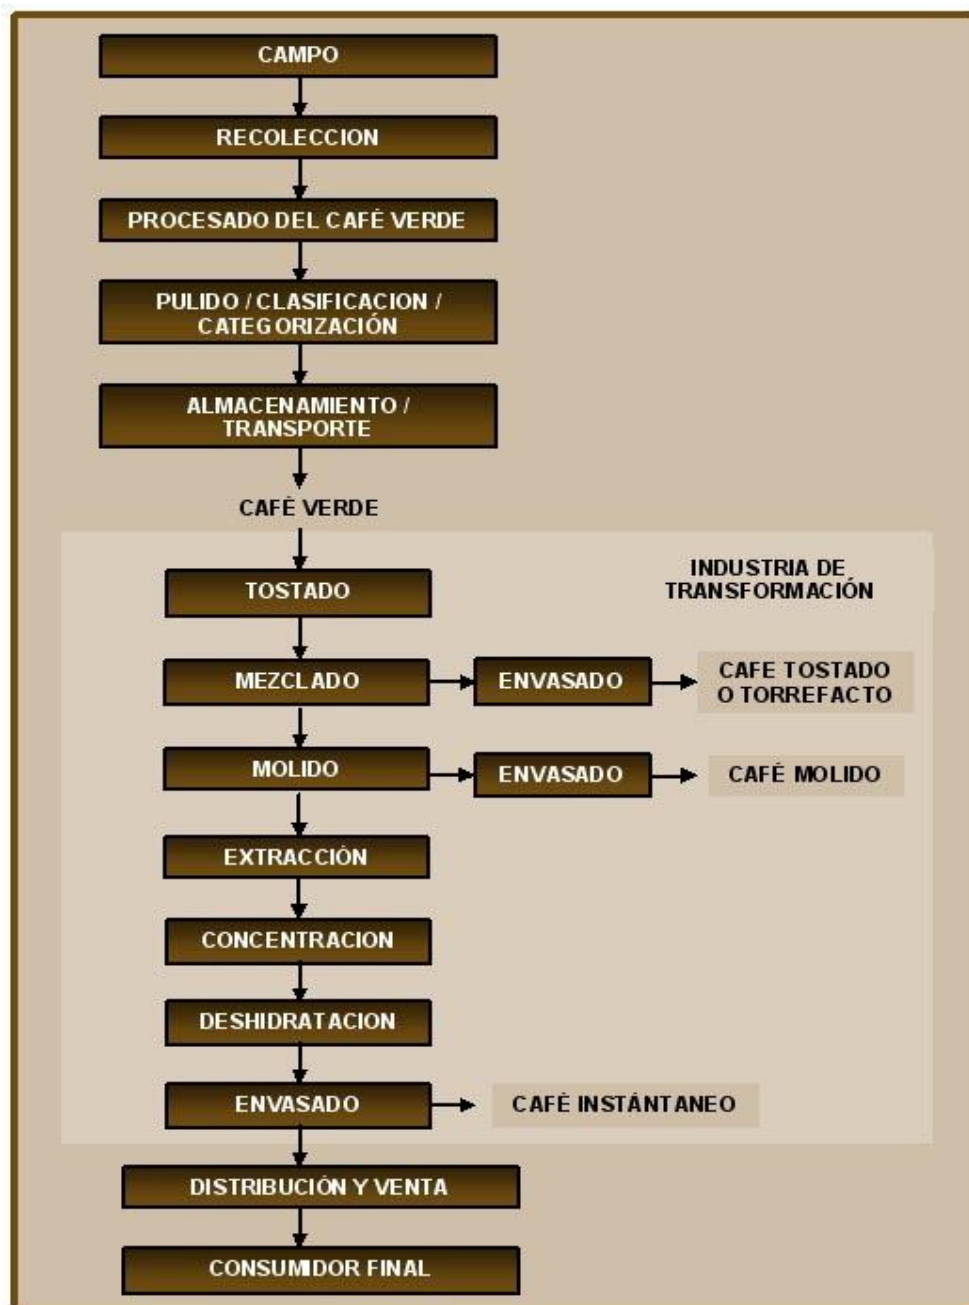 CAMPO
RECOLECCION
PROCESADO DEL CAFÉ VERDE
PULIDO / CLASIFICACION /
CATEGORIZACIÓN
ALMACENAMIENTO /
TRANSPORTE
CAFÉ VERDE
INDUSTRIA DE
TRANSFORMACIÓN
TOSTADO
MEZCLADO
ENVASADO
CAFE TOSTADO
O TORREFACTO
MOLIDO
ENVASADO
CAFÉ MOLIDO
EXTRACCIÓN
CONCENTRACION
DESHIDRATACION
ENVASADO
CAFÉ INSTÁNTANEO
DISTRIBUCIÓN Y VENTA
CONSUMIDOR FINAL